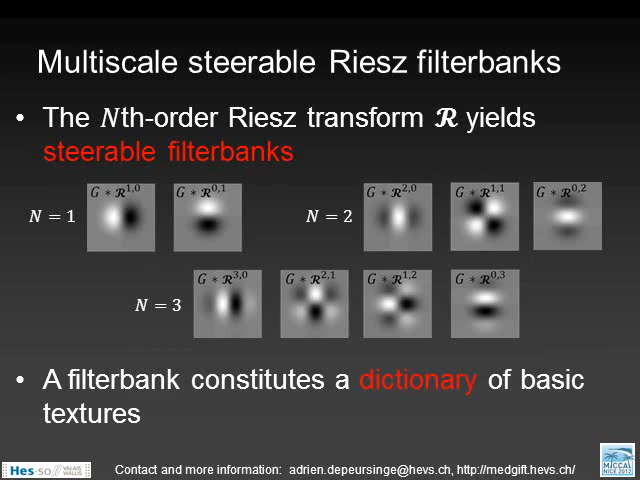 Multiscale steerable Riesz filterbanks
• The 𝑁th-order Riesz transform 𝓡 yields
steerable filterbanks
𝑁 = 1
𝐺 ∗ 𝓡^{1,0}
𝐺 ∗ 𝓡^{0,1}
𝑁 = 2
𝐺 ∗ 𝓡^{2,0}
𝐺 ∗ 𝓡^{1,1}
𝐺 ∗ 𝓡^{0,2}
𝑁 = 3
𝐺 ∗ 𝓡^{3,0}
𝐺 ∗ 𝓡^{2,1}
𝐺 ∗ 𝓡^{1,2}
𝐺 ∗ 𝓡^{0,3}
• A filterbank constitutes a dictionary of basic
textures
Hes·so// VALAIS
WALLIS
Contact and more information: adrien.depeursinge@hevs.ch, http://medgift.hevs.ch/
MICCAI
NICE 2012